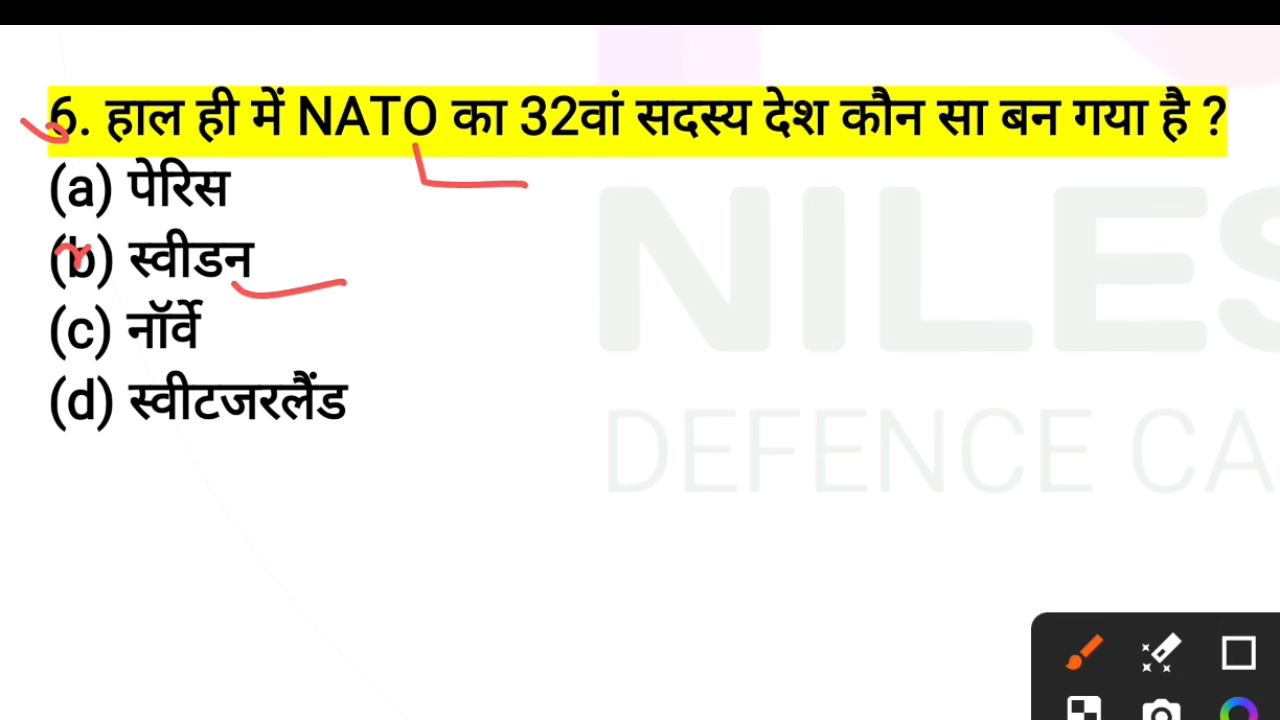 6. हाल ही में NATO का 32वां सदस्य देश कौन सा बन गया है ?
(a) पेरिस
(b) स्वीडन
(c) नॉर्वे
(d) स्वीटजरलैंड
NILES
DEFENCE CA